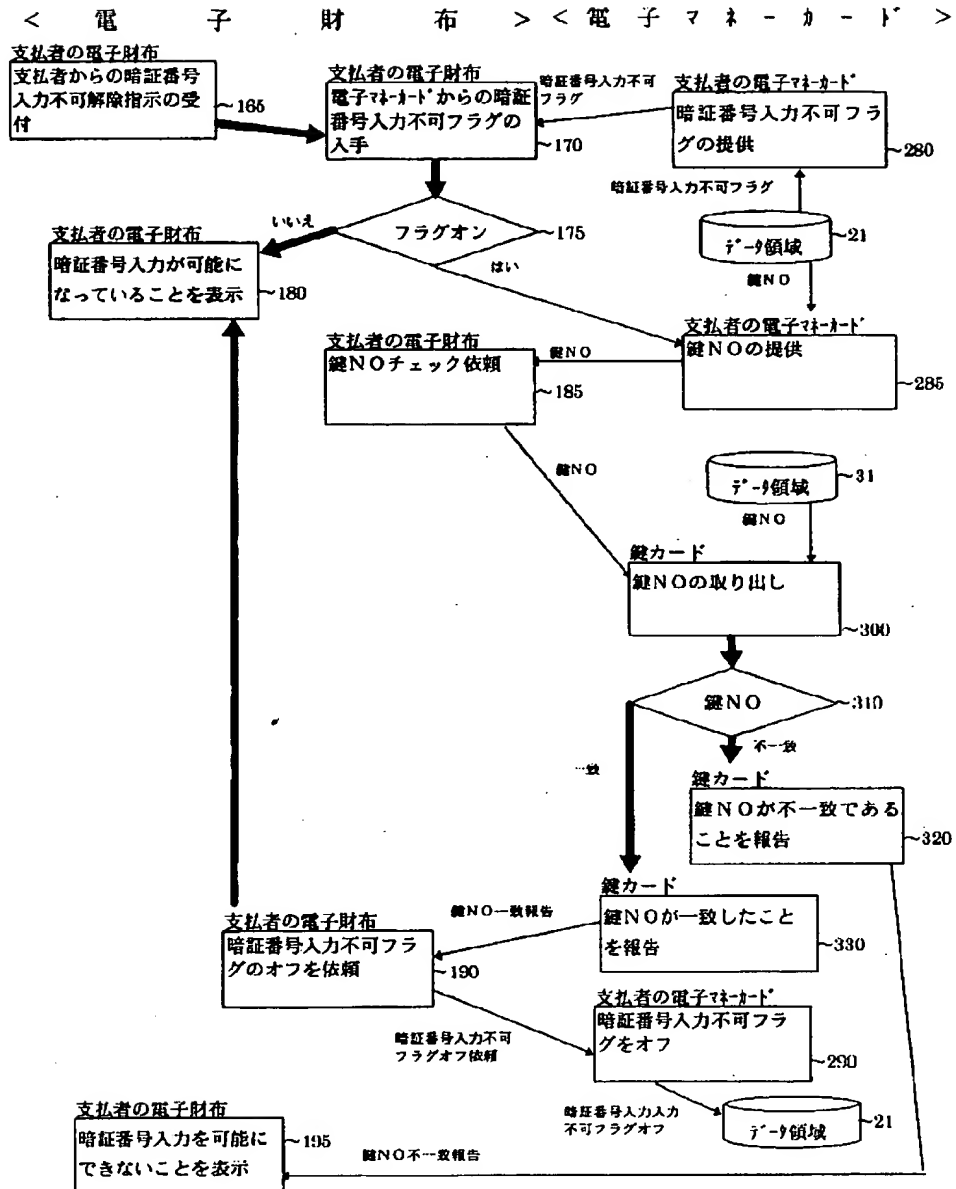 < 電 子 財 布 > < 電 子 マ ネ ー カ ー ド >
支払者の電子財布
支払者からの暗証番号
入力不可解除指示の受
付
165
支払者の電子財布
電子マネーカードからの暗証
番号入力不可フラグの
入手
170
暗証番号入力不可
フラグ
支払者の電子マネーカード
暗証番号入力不可フラ
グの提供
280
暗証番号入力不可フラグ
フラグオン
175
いいえ
はい
データ領域
21
鍵NO
支払者の電子財布
暗証番号入力が可能に
なっていることを表示
180
支払者の電子マネーカード
鍵NOの提供
285
鍵NO
支払者の電子財布
鍵NOチェック依頼
185
鍵NO
データ領域
31
鍵NO
鍵カード
鍵NOの取り出し
300
鍵NO
310
一致
不一致
鍵カード
鍵NOが不一致である
ことを報告
320
鍵カード
鍵NOが一致したこと
を報告
330
鍵NO一致報告
支払者の電子財布
暗証番号入力不可フラ
グのオフを依頼
190
暗証番号入力不可
フラグオフ依頼
支払者の電子マネーカード
暗証番号入力不可フラ
グをオフ
290
暗証番号入力入力
不可フラグオフ
データ領域
21
支払者の電子財布
暗証番号入力を可能に
できないことを表示
195
鍵NO不一致報告